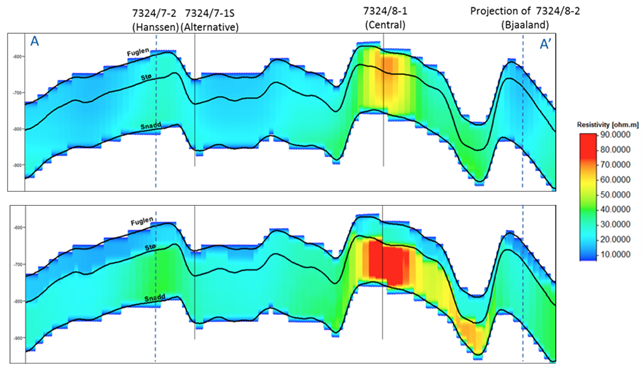 7324/7-2 7324/7-1S 7324/8-1 Projection of 7324/8-2
(Hanssen) (Alternative) (Central) (Bjaaland)
A A'
Fuglen
Stø
Snadd
-600
-700
-800
-900
Resistivity [ohm.m]
90.0000
80.0000
70.0000
60.0000
50.0000
40.0000
30.0000
20.0000
10.0000
Fuglen
Stø
Snadd
-600
-700
-800
-900